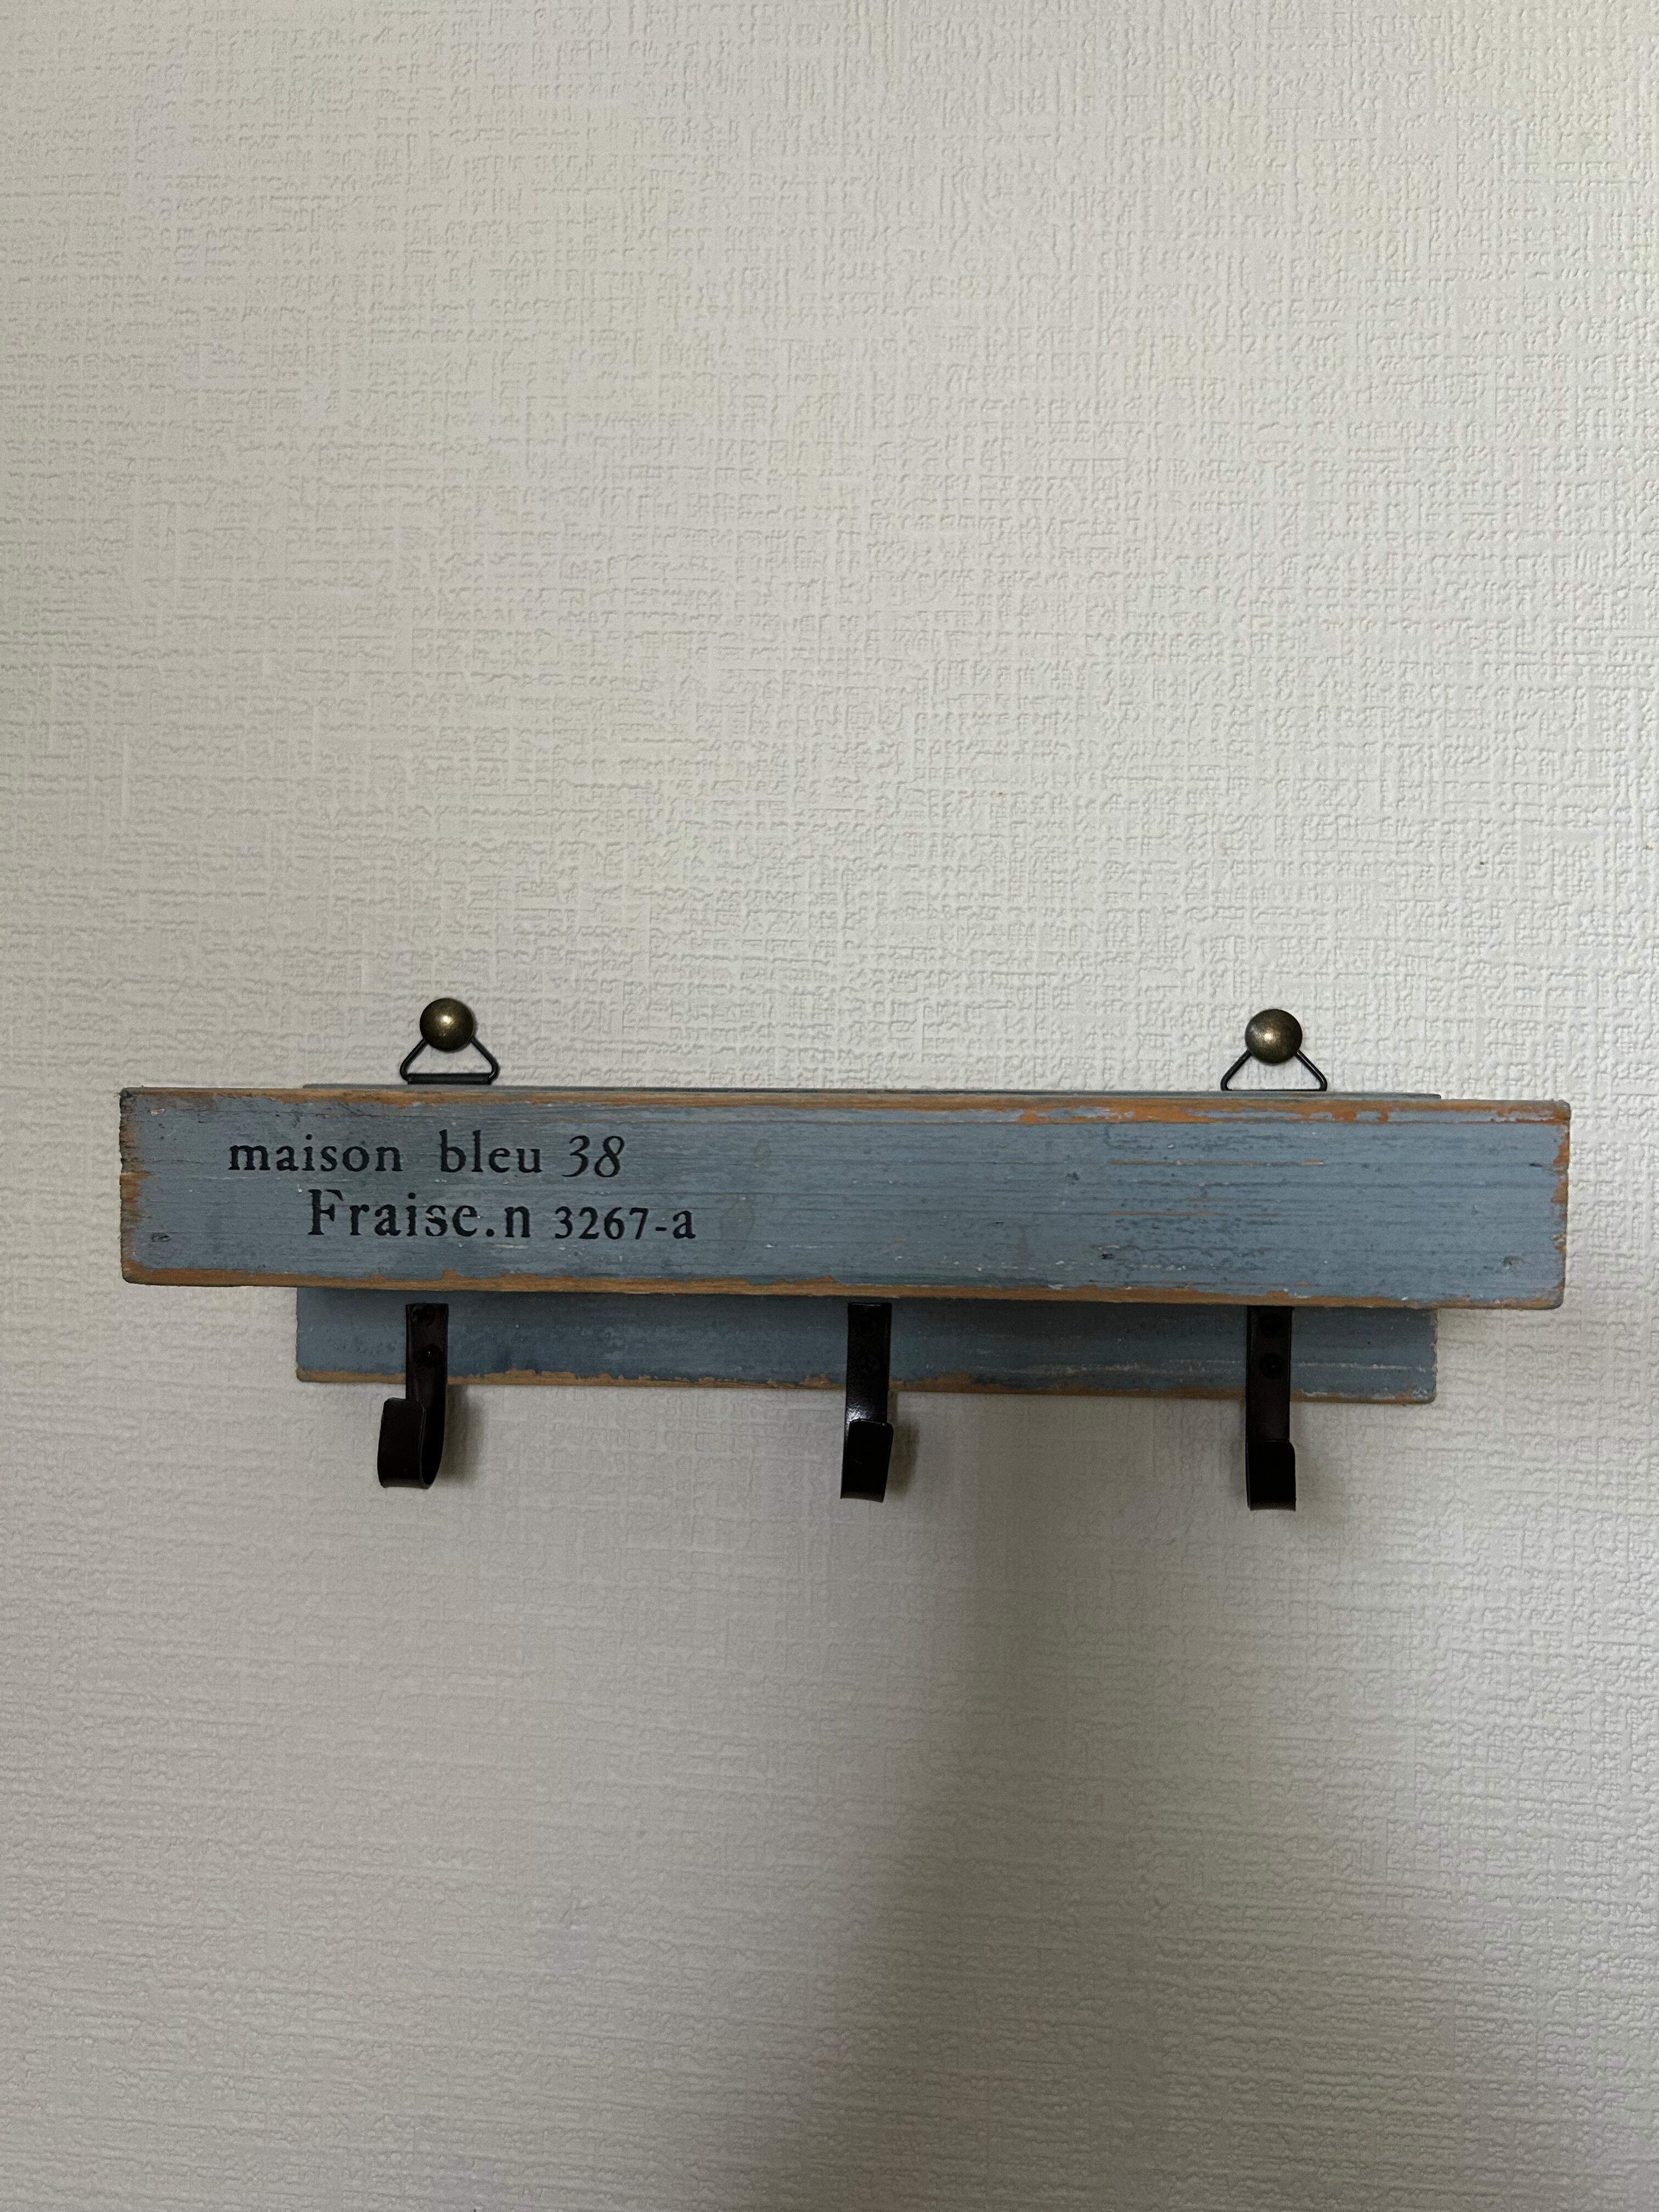 maison bleu 38
Fraise.n 3267-a